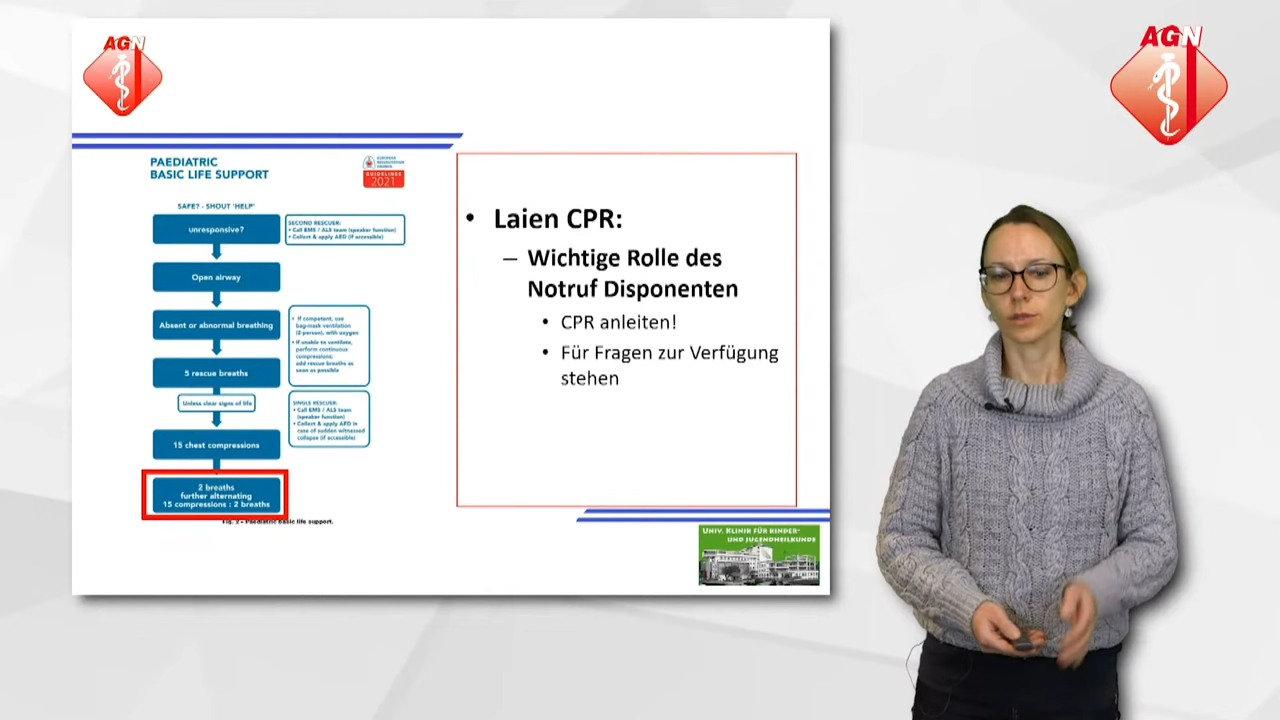 AGN
AGN
PAEDIATRIC
BASIC LIFE SUPPORT
EUROPEAN
RESUSCITATION
COUNCIL
GUIDELINES
2021
SAFE? - SHOUT 'HELP'
unresponsive?
SECOND RESCUER:
• Call EMS / ALS team (speaker function)
• Collect & apply AED (if accessible)
Open airway
Absent or abnormal breathing
• If competent, use
bag-mask ventilation
(2-person), with oxygen
• If unable to ventilate,
perform continuous
compressions;
add rescue breaths as
soon as possible
5 rescue breaths
Unless clear signs of life
SINGLE RESCUER:
• Call EMS / ALS team
(speaker function)
• Collect & apply AED in
case of sudden witnessed
collapse (if accessible)
15 chest compressions
2 breaths
further alternating
15 compressions : 2 breaths
Fig. 2 – Paediatric basic life support.
• Laien CPR:
– Wichtige Rolle des
Notruf Disponenten
• CPR anleiten!
• Für Fragen zur Verfügung
stehen
Univ. Klinik für Kinder-
und Jugendheilkunde